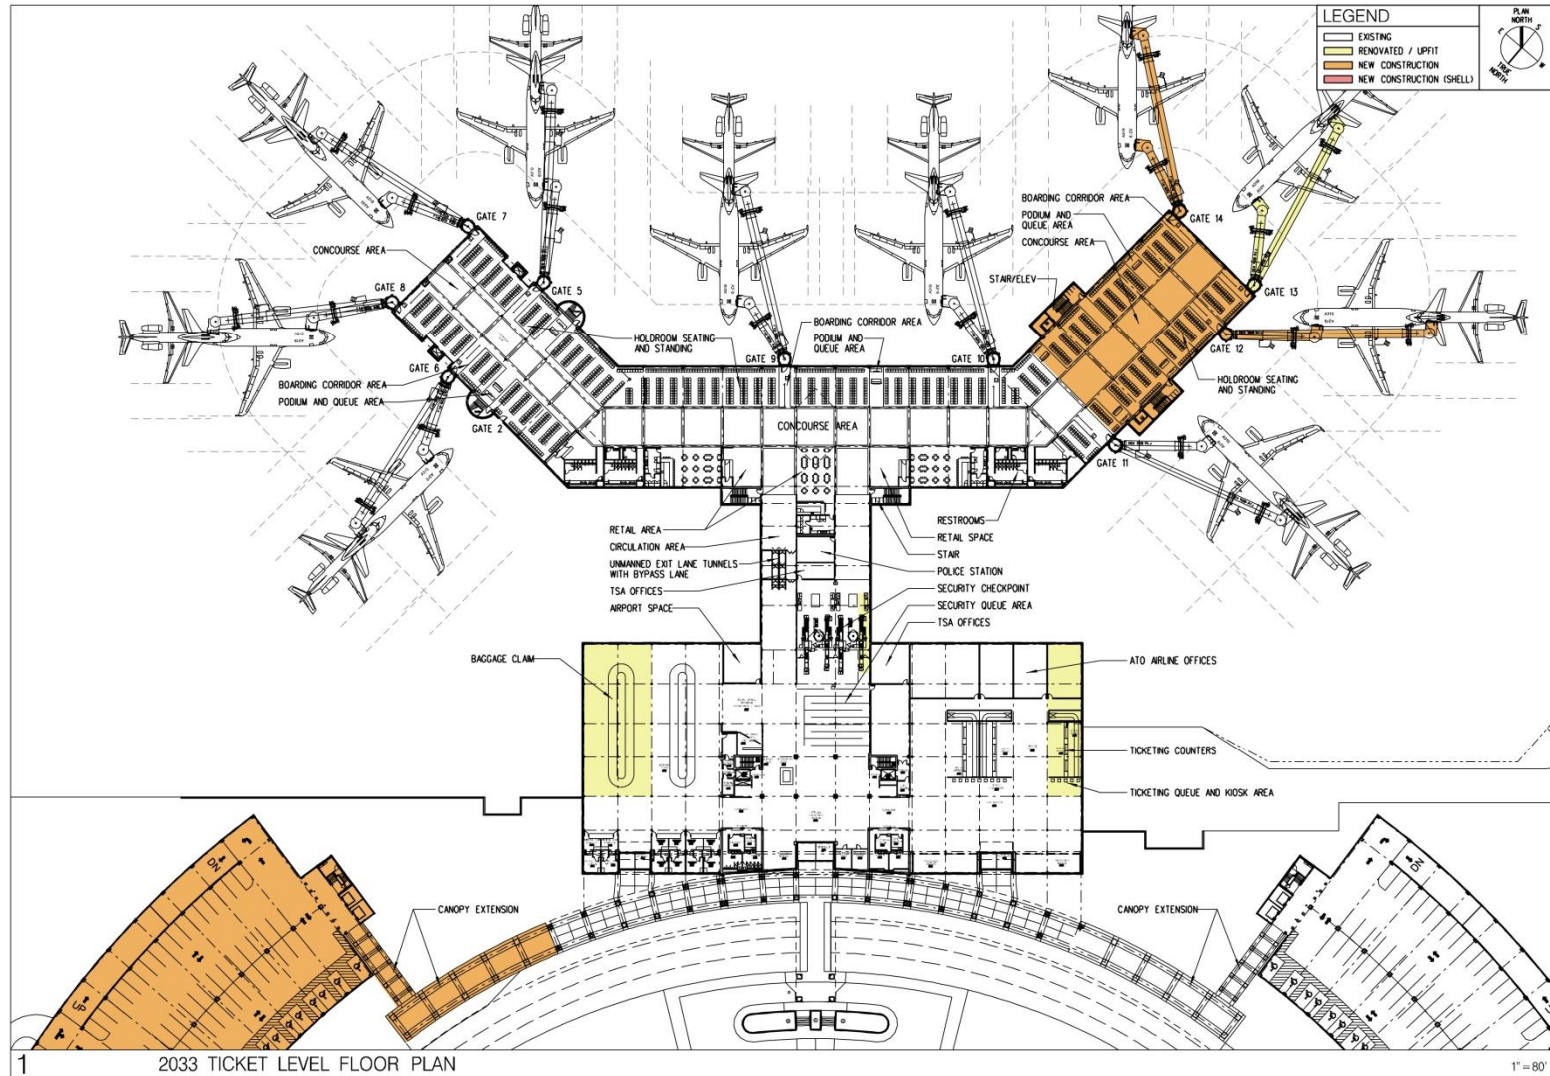 LEGEND
EXISTING
RENOVATED / UPFIT
NEW CONSTRUCTION
NEW CONSTRUCTION (SHELL)
PLAN
NORTH
E
S
W
TRUE
NORTH
GATE 7
CONCOURSE AREA
GATE 8
GATE 5
GATE 6
BOARDING CORRIDOR AREA
PODIUM AND QUEUE AREA
GATE 2
HOLDROOM SEATING
AND STANDING
GATE 9
BOARDING CORRIDOR AREA
PODIUM AND
QUEUE AREA
GATE 10
BOARDING CORRIDOR AREA
PODIUM AND
QUEUE AREA
CONCOURSE AREA
STAIR/ELEV
GATE 14
GATE 13
GATE 12
HOLDROOM SEATING
AND STANDING
GATE 11
CONCOURSE AREA
RETAIL AREA
CIRCULATION AREA
UNMANNED EXIT LANE TUNNELS
WITH BYPASS LANE
TSA OFFICES
AIRPORT SPACE
RESTROOMS
RETAIL SPACE
STAIR
POLICE STATION
SECURITY CHECKPOINT
SECURITY QUEUE AREA
TSA OFFICES
BAGGAGE CLAIM
ATO AIRLINE OFFICES
TICKETING COUNTERS
TICKETING QUEUE AND KIOSK AREA
DN
UP
CANOPY EXTENSION
CANOPY EXTENSION
DN
UP
1
2033 TICKET LEVEL FLOOR PLAN
1"=80'